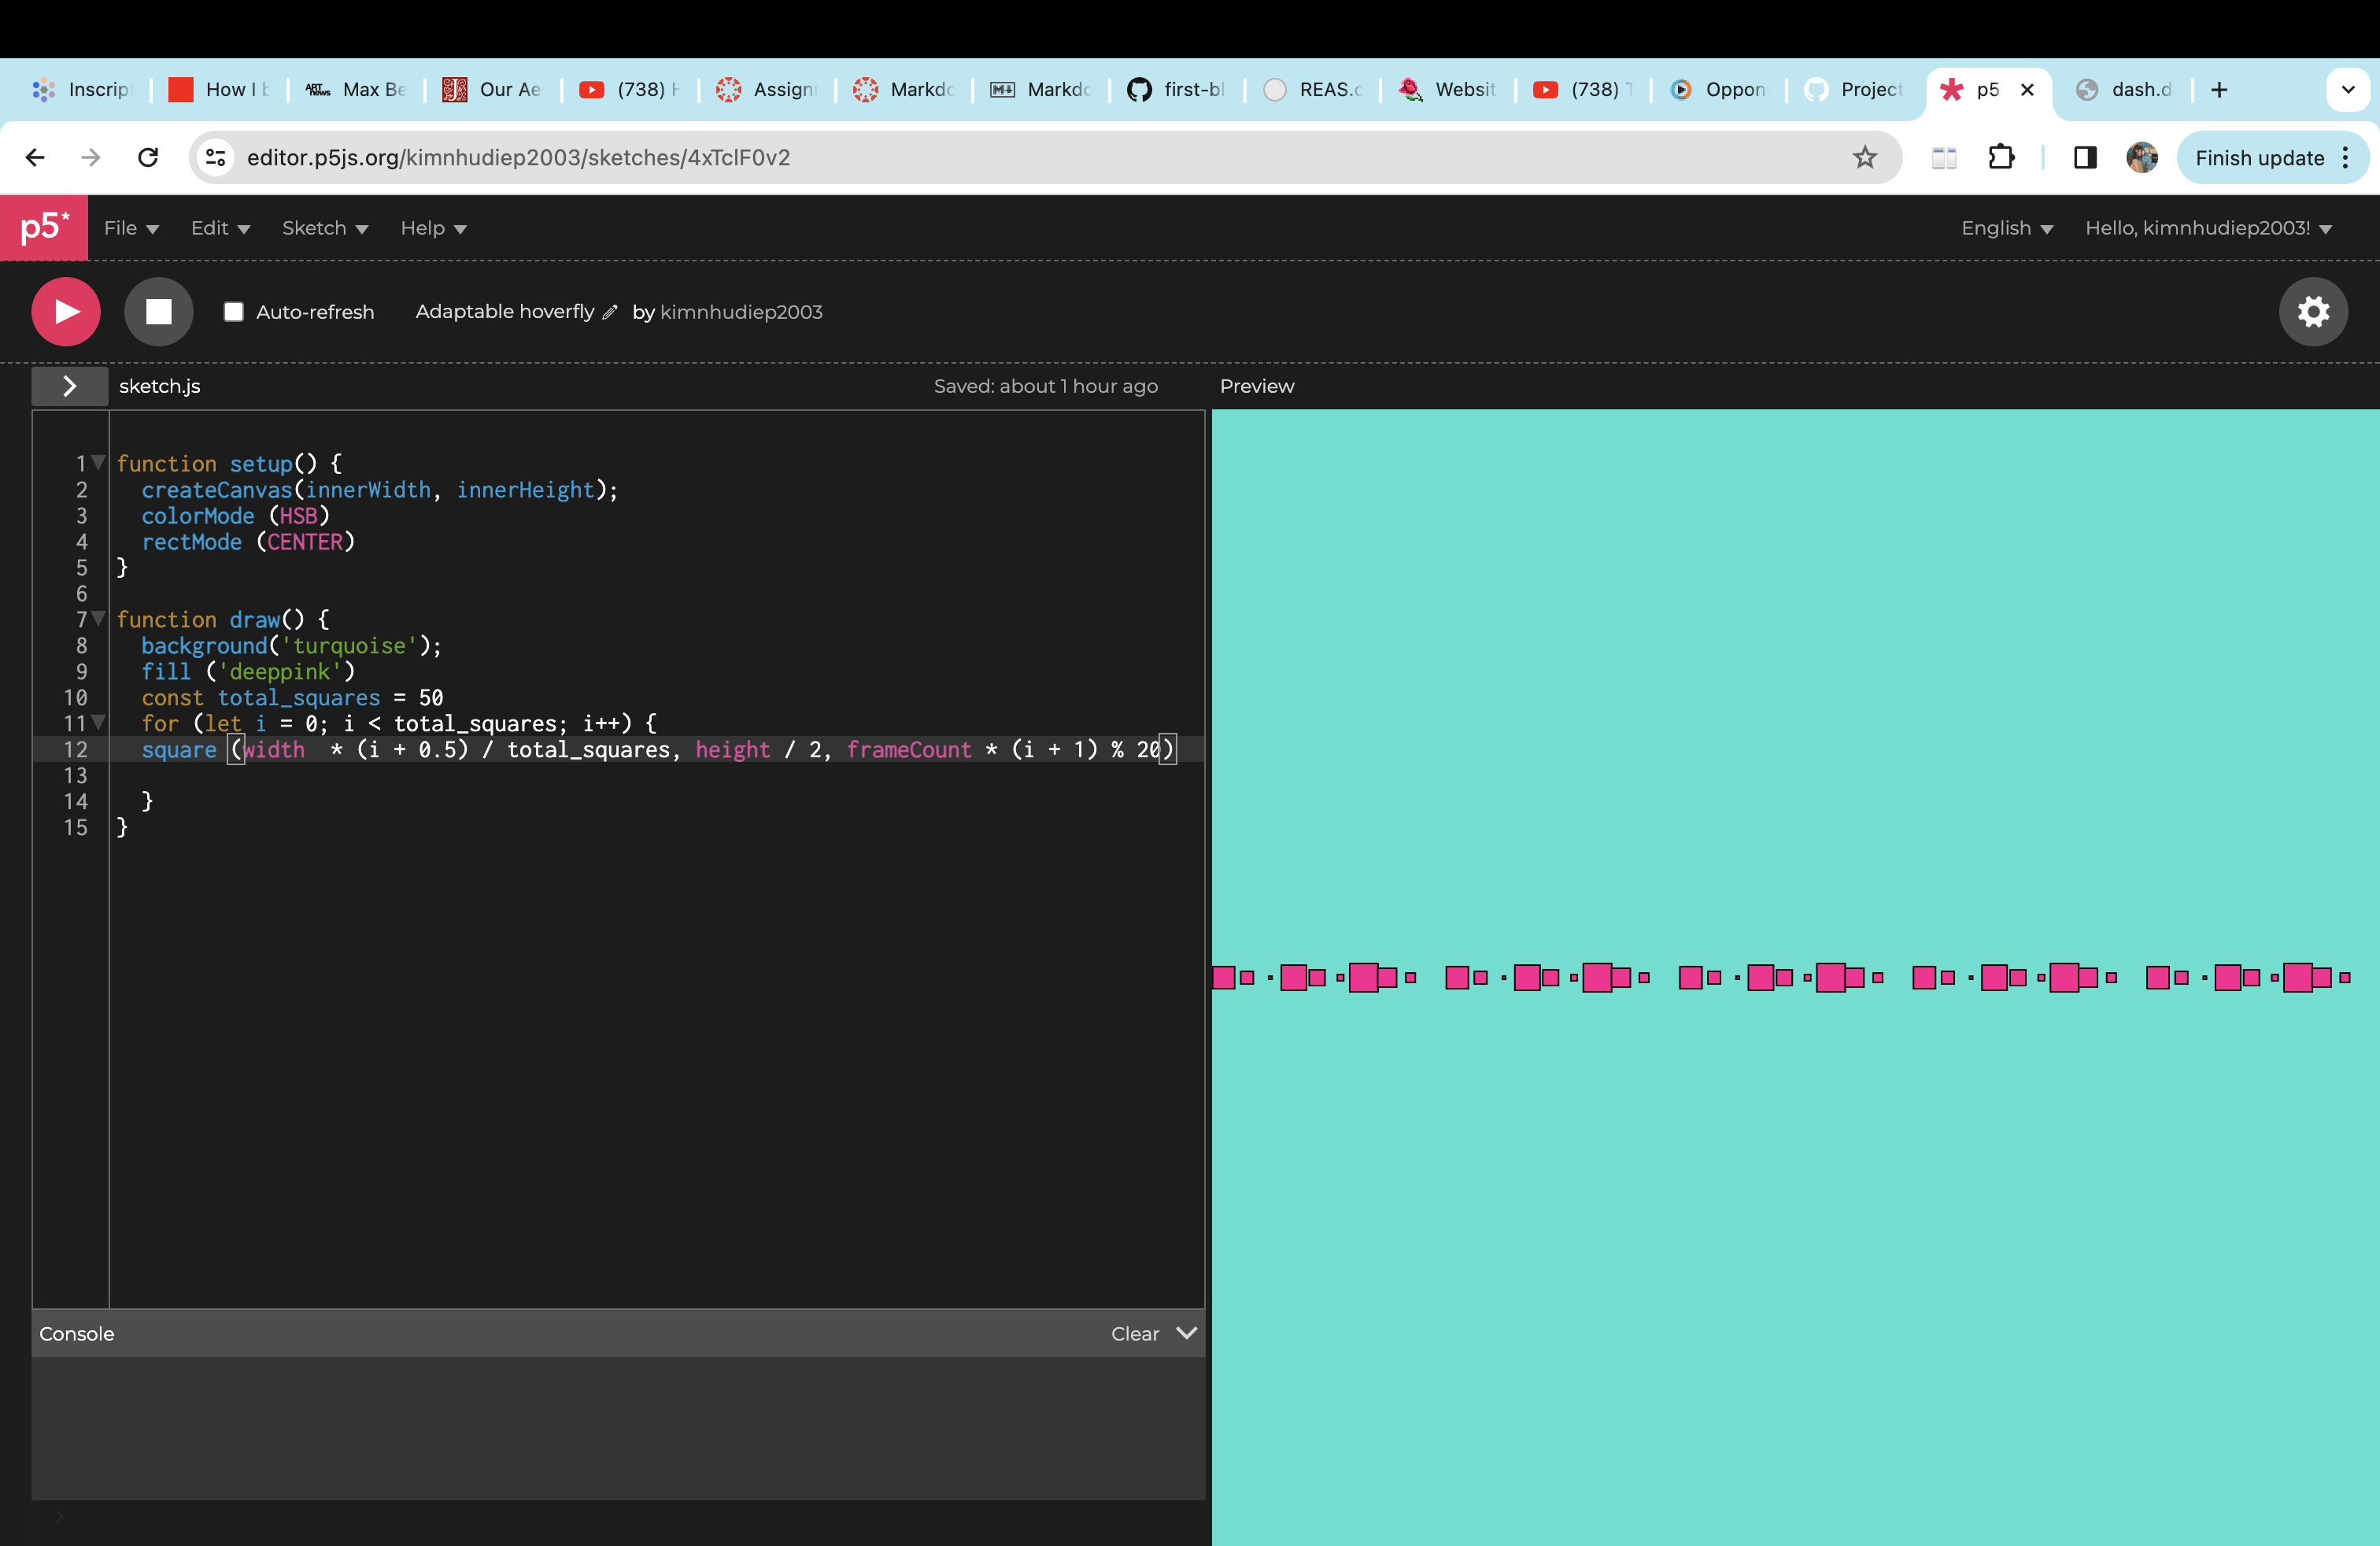 Inscrip How I b ART news Max Be Our Ae (738) H Assign Markdo M Markdo first-bl REAS.c Websit (738) T Oppon Project p5 dash.d
editor.p5js.org/kimnhudiep2003/sketches/4xTclF0v2 Finish update
p5* File Edit Sketch Help English Hello, kimnhudiep2003!
Auto-refresh Adaptable hoverfly by kimnhudiep2003
sketch.js Saved: about 1 hour ago Preview
1 function setup() {
2 createCanvas(innerWidth, innerHeight);
3 colorMode (HSB)
4 rectMode (CENTER)
5 }
6
7 function draw() {
8 background('turquoise');
9 fill ('deeppink')
10 const total_squares = 50
11 for (let i = 0; i < total_squares; i++) {
12 square (width  * (i + 0.5) / total_squares, height / 2, frameCount * (i + 1) % 20)
13
14 }
15 }
Console Clear